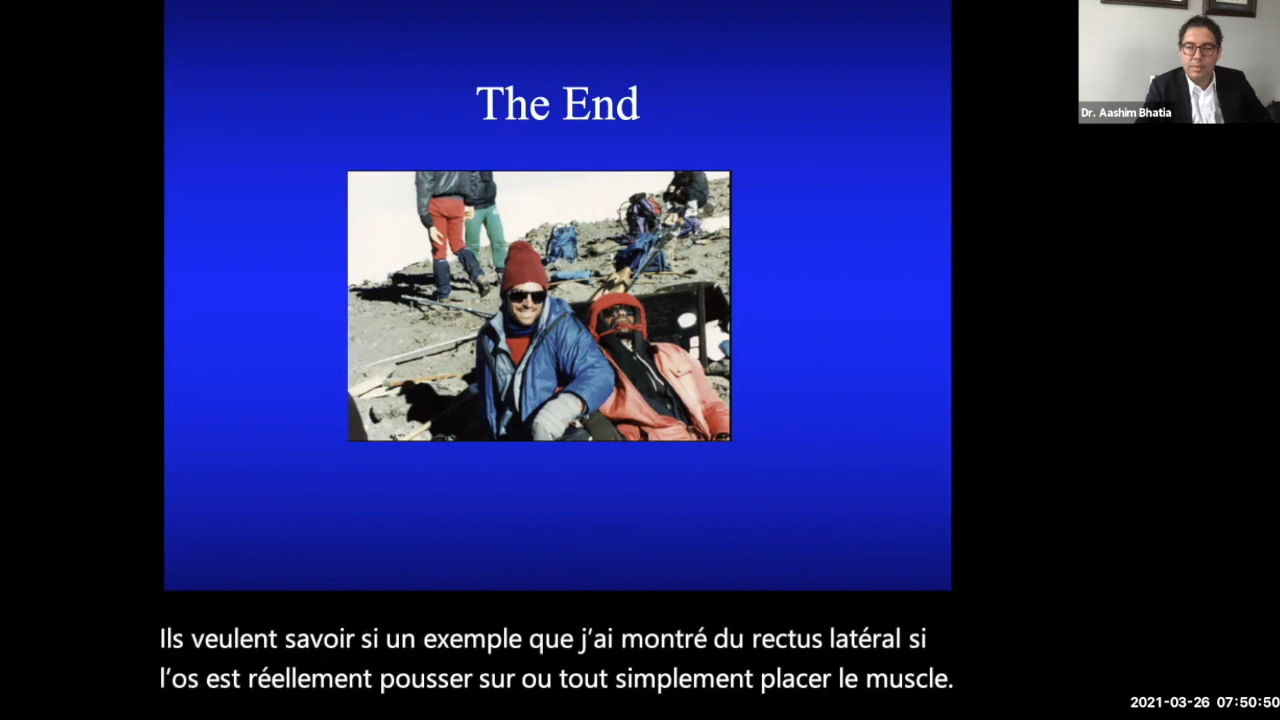 The End
Dr. Aashim Bhatia
Ils veulent savoir si un exemple que j’ai montré du rectus latéral si
l’os est réellement pousser sur ou tout simplement placer le muscle.
2021-03-26 07:50:50